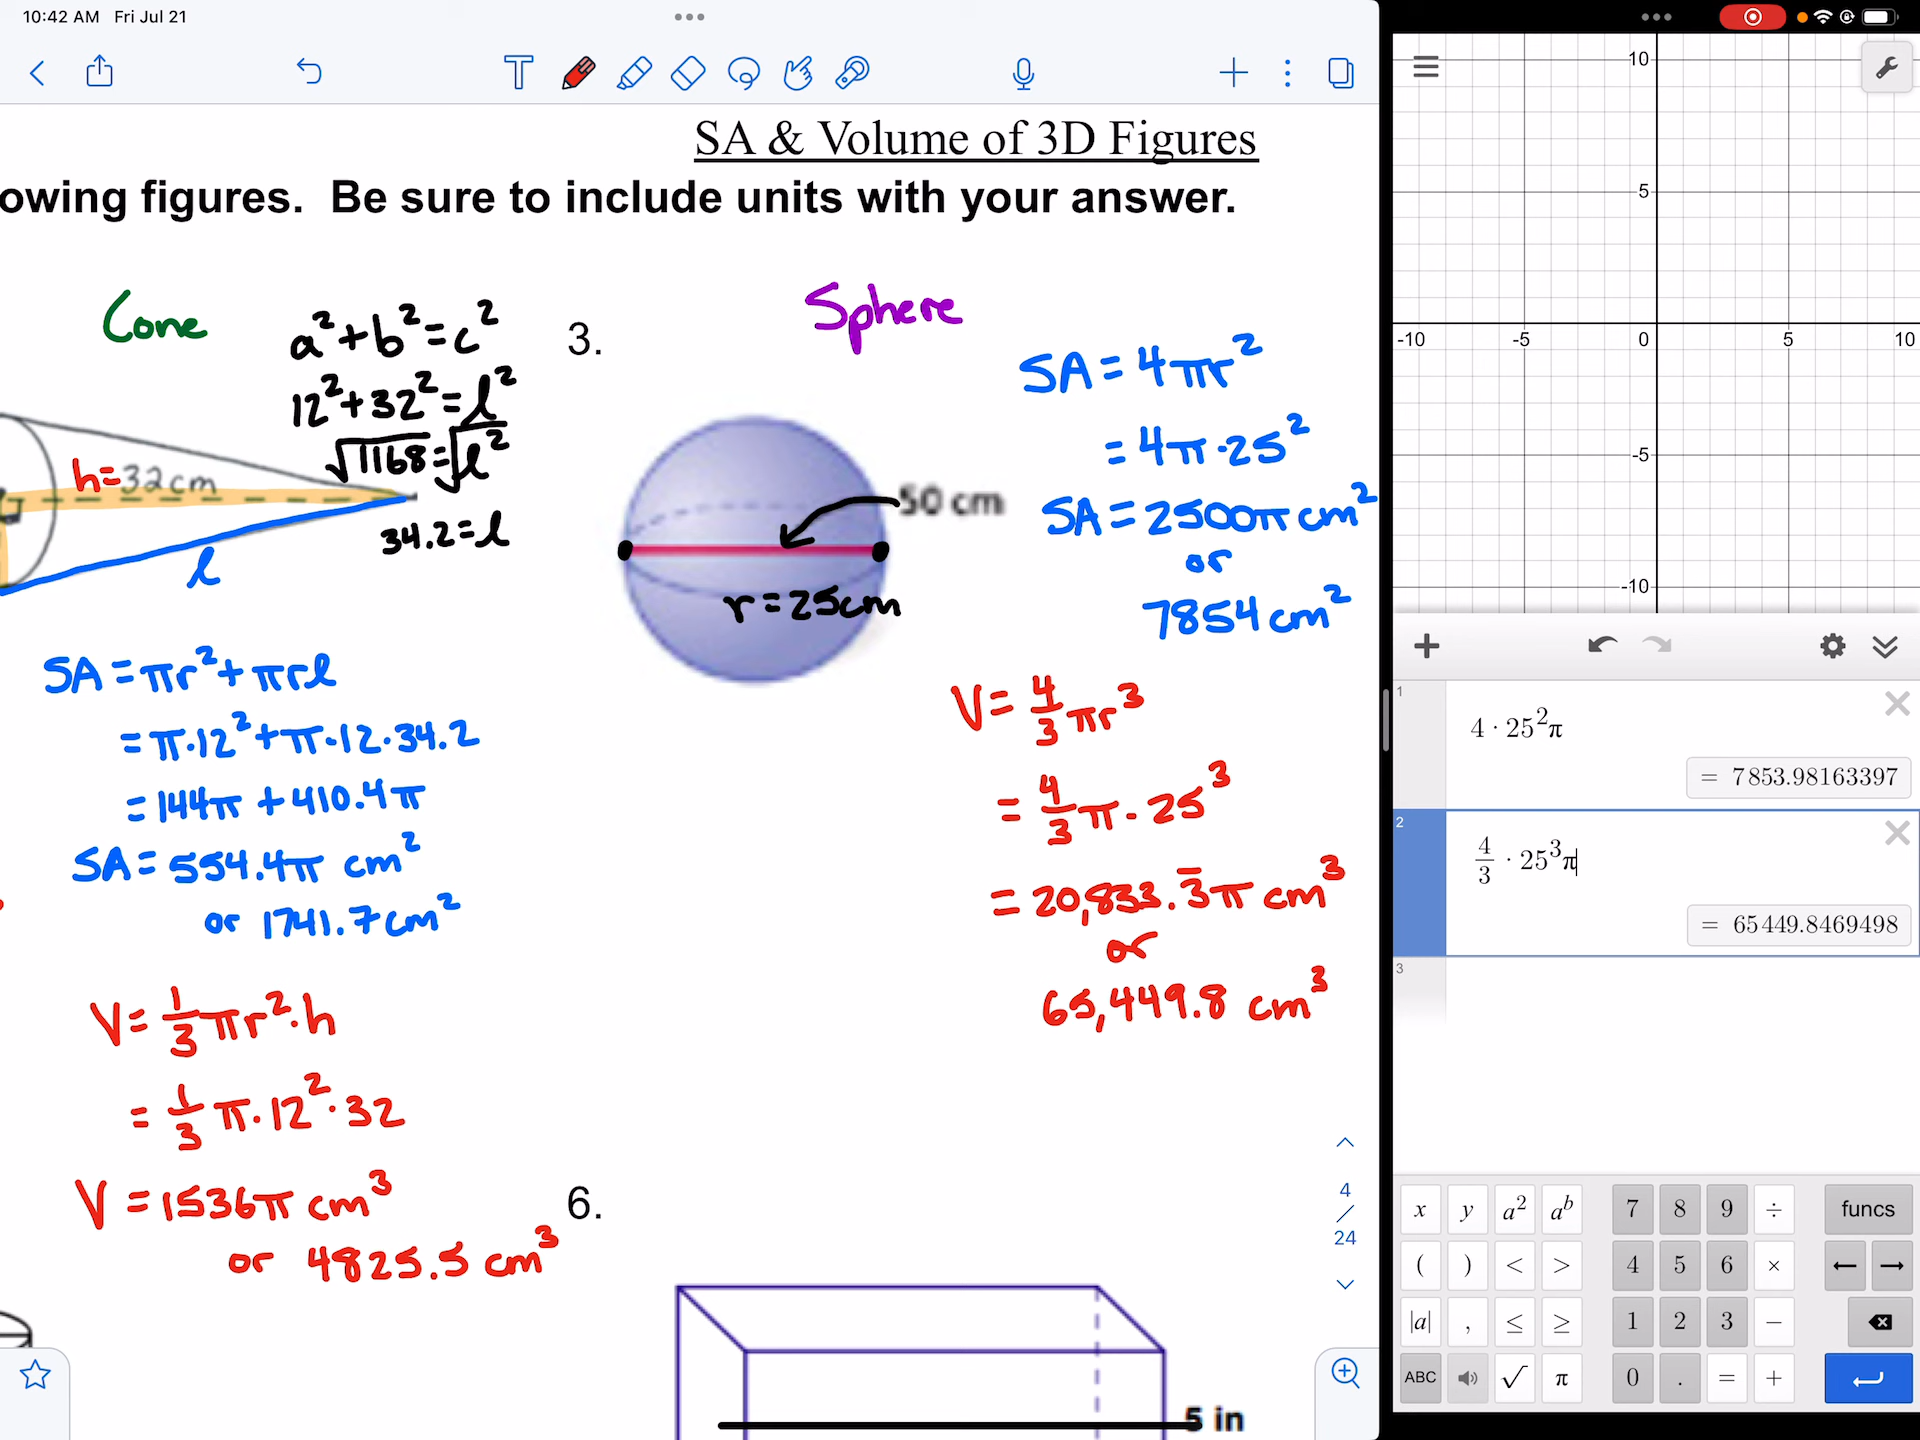 10:42 AM Fri Jul 21
SA & Volume of 3D Figures
owing figures. Be sure to include units with your answer.
Cone
a²+b²=c²
12²+32²=l²
√1168=√l²
34.2=l
h=32cm
l
SA=πr²+πrl
=π·12²+π·12·34.2
=144π+410.4π
SA=554.4π cm²
or 1741.7cm²
V=1/3πr²·h
=1/3π·12²·32
V=1536π cm³
or 4825.5 cm³
3.
Sphere
50 cm
r=25cm
SA=4πr²
=4π·25²
SA=2500π cm²
or
7854cm²
V=4/3πr³
=4/3π·25³
=20,833.3̅π cm³
or
65,449.8 cm³
6.
5 in
4
/
24
10
5
-10 -5 0 5 10
-5
-10
1
4 · 25²π
= 7853.98163397
2
4/3 · 25³π
= 65449.8469498
3
x y a² aᵇ 7 8 9 ÷ funcs
( ) < > 4 5 6 × ← →
|a| , ≤ ≥ 1 2 3 −
ABC √ π 0 . = +